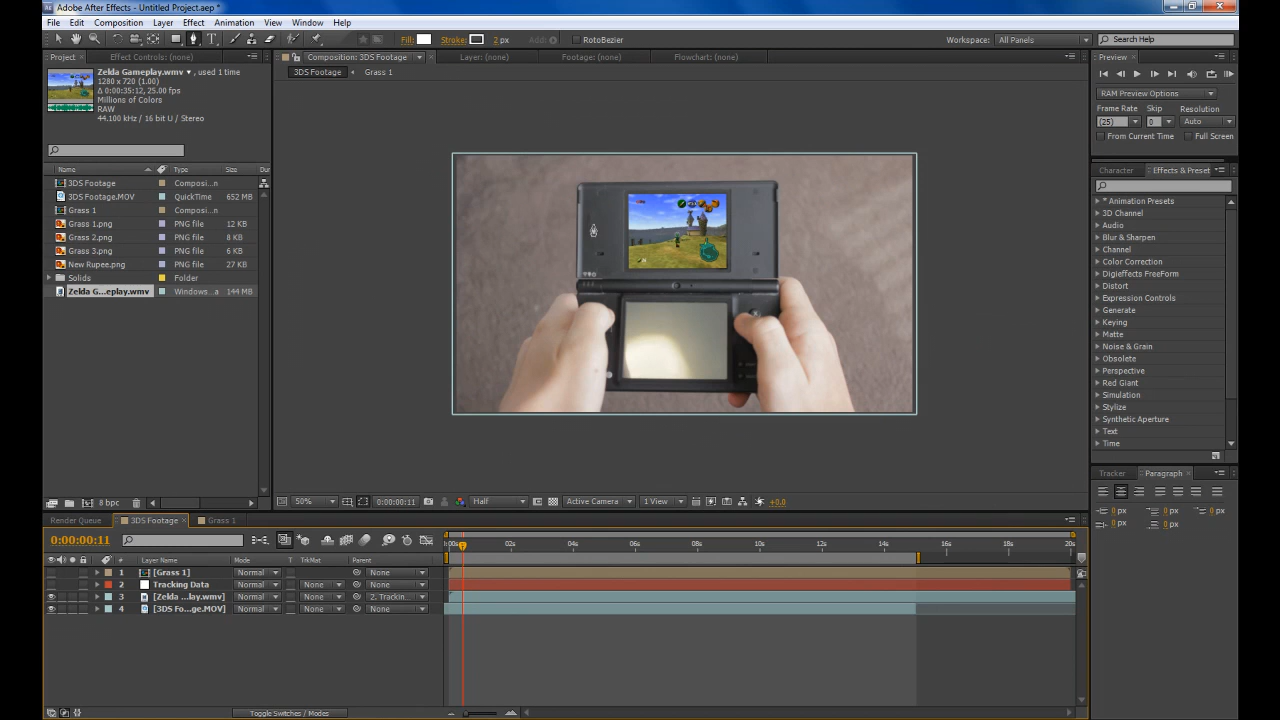 Adobe After Effects - Untitled Project.aep *
File Edit Composition Layer Effect Animation View Window Help
Fill: Stroke: 2 px Add: RotoBezier Workspace: All Panels Search Help
Project Effect Controls: (none) Composition: 3DS Footage Layer: (none) Footage: (none) Flowchart: (none) Preview
3DS Footage Grass 1
Zelda Gameplay.wmv ▾ , used 1 time
1280 x 720 (1.00)
Δ 0:00:35:12, 25.00 fps
Millions of Colors
RAW
44.100 kHz / 16 bit U / Stereo
RAM Preview Options
Frame Rate Skip Resolution
(25) 0 Auto
From Current Time Full Screen
Name Type Size Dur
3DS Footage Composi...n
3DS Footage.MOV QuickTime 652 MB
Grass 1 Composi...n
Grass 1.png PNG file 12 KB
Grass 2.png PNG file 8 KB
Grass 3.png PNG file 6 KB
New Rupee.png PNG file 27 KB
Solids Folder
Zelda G...eplay.wmv Windows...a 144 MB
Character Effects & Preset
* Animation Presets
3D Channel
Audio
Blur & Sharpen
Channel
Color Correction
Digieffects FreeForm
Distort
Expression Controls
Generate
Keying
Matte
Noise & Grain
Obsolete
Perspective
Red Giant
Simulation
Stylize
Synthetic Aperture
Text
Time
Tracker Paragraph
0 px 0 px 0 px
0 px 0 px
8 bpc
50% 0:00:00:11 Half Active Camera 1 View +0.0
Render Queue 3DS Footage Grass 1
0:00:00:11
:00s 02s 04s 06s 08s 10s 12s 14s 16s 18s 20s
# Layer Name Mode T TrkMat Parent
1 [Grass 1] Normal None
2 Tracking Data Normal None None
3 [Zelda ...lay.wmv] Normal None 2. Trackin
4 [3DS Fo...ge.MOV] Normal None None
Toggle Switches / Modes